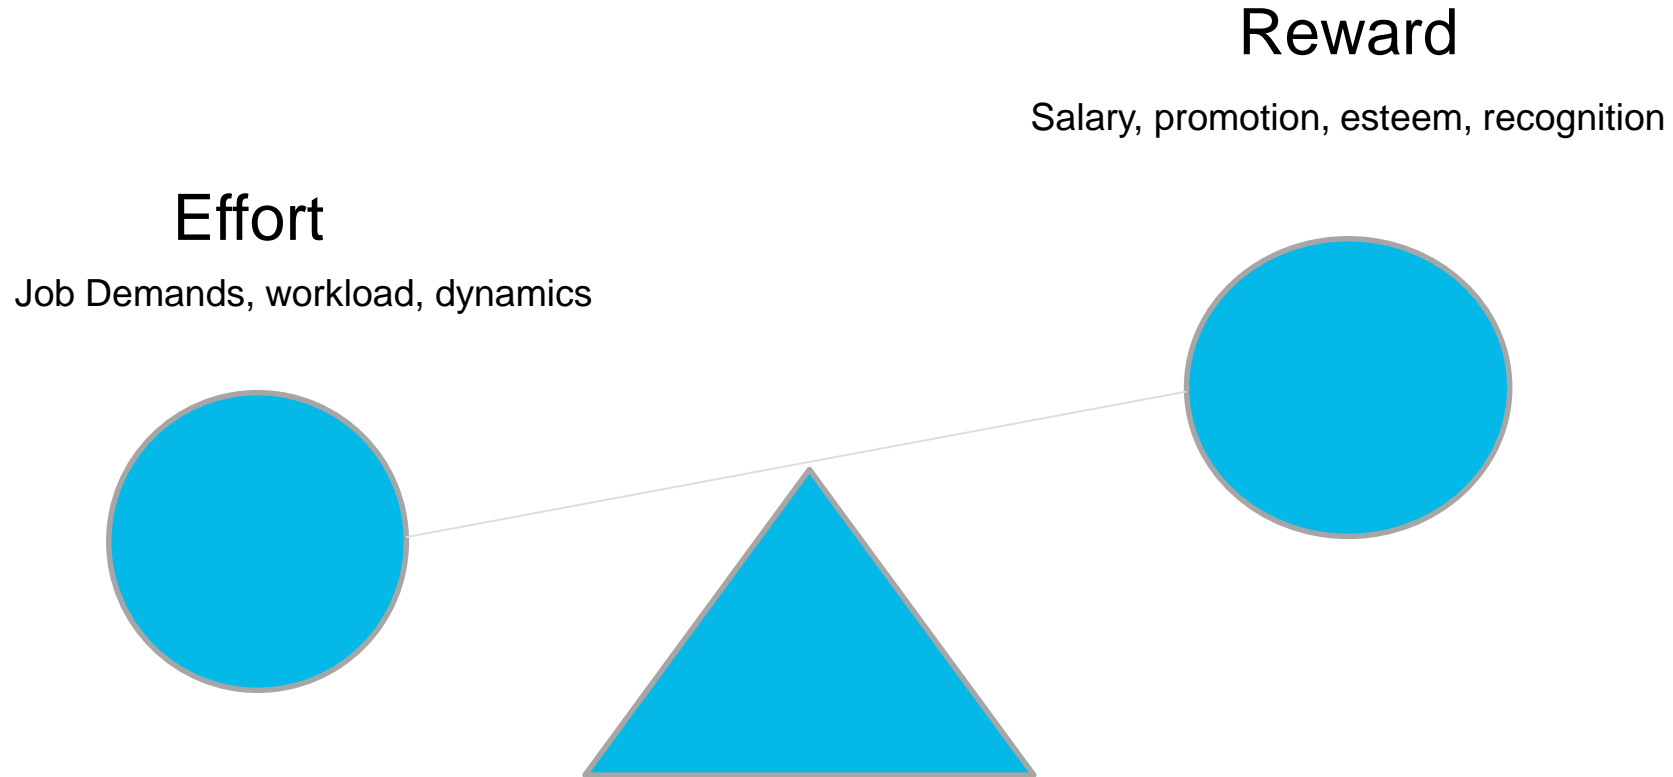 Reward
Salary, promotion, esteem, recognition
Effort
Job Demands, workload, dynamics